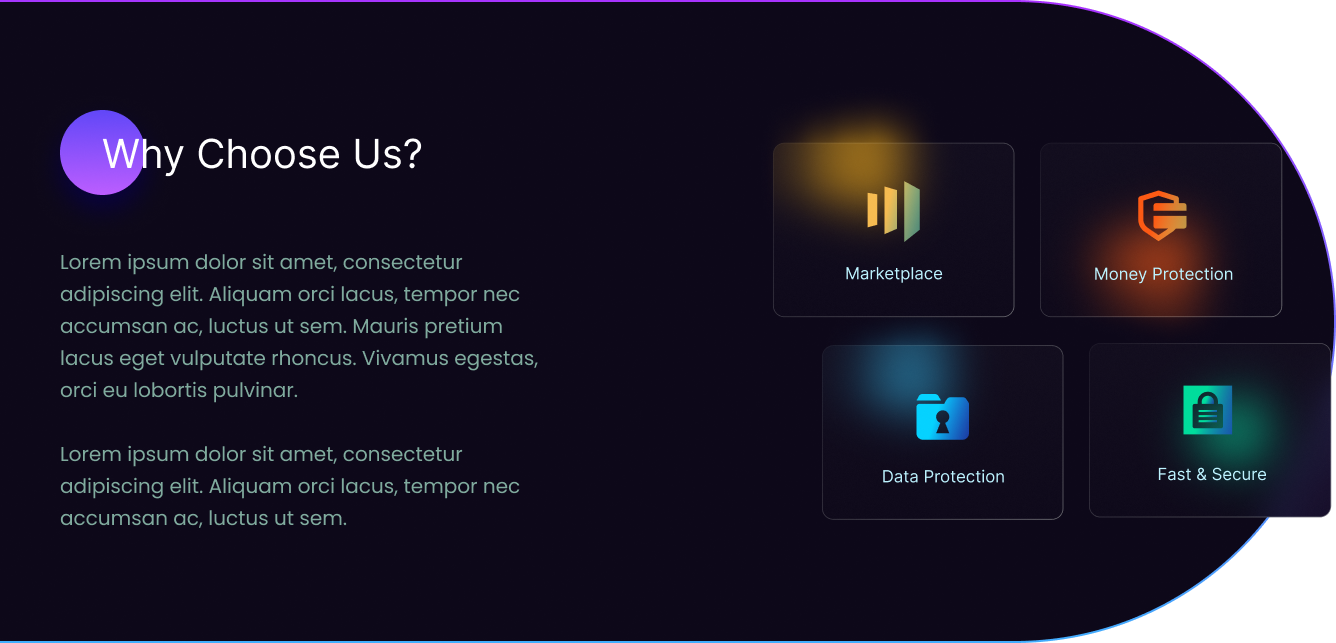 Why Choose Us?
Lorem ipsum dolor sit amet, consectetur
adipiscing elit. Aliquam orci lacus, tempor nec
accumsan ac, luctus ut sem. Mauris pretium
lacus eget vulputate rhoncus. Vivamus egestas,
orci eu lobortis pulvinar.
Lorem ipsum dolor sit amet, consectetur
adipiscing elit. Aliquam orci lacus, tempor nec
accumsan ac, luctus ut sem.
Marketplace
Money Protection
Data Protection
Fast & Secure